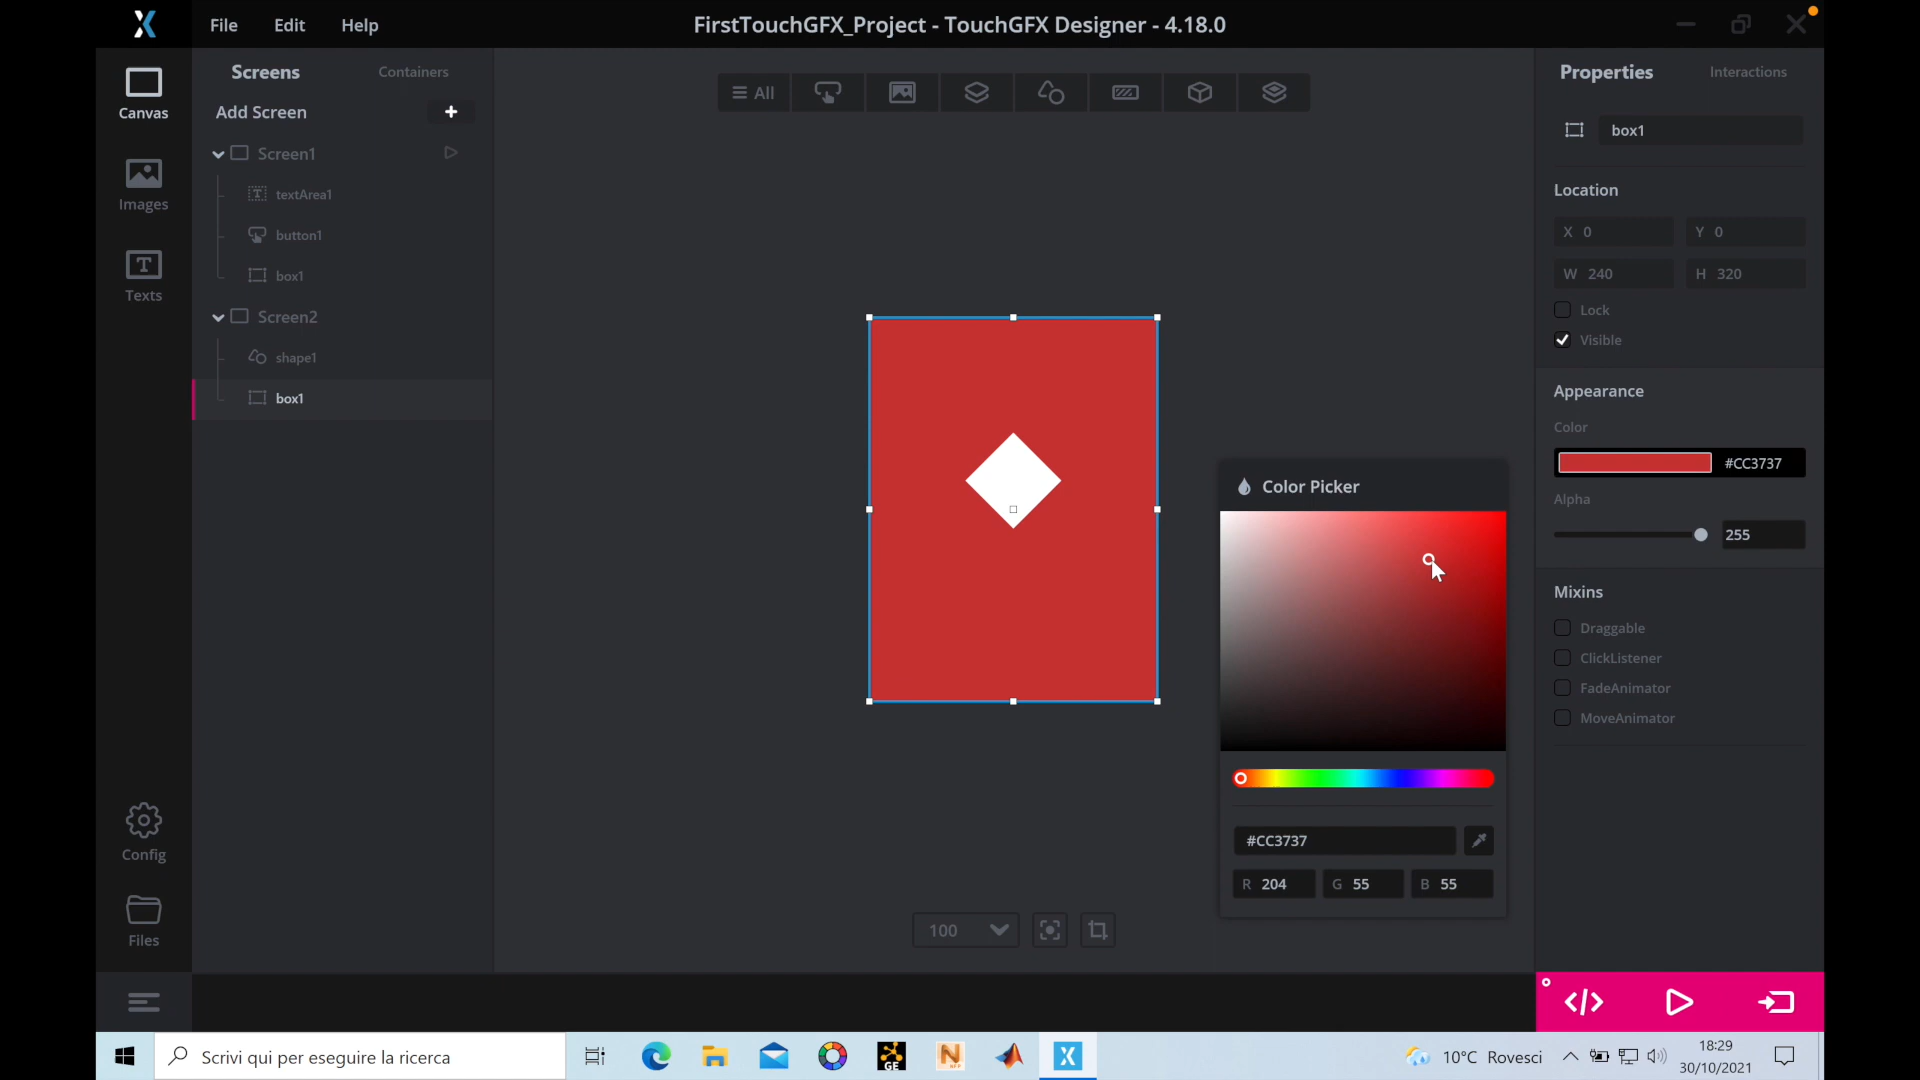 File Edit Help FirstTouchGFX_Project - TouchGFX Designer - 4.18.0
Canvas
Images
Texts
Config
Files
Screens Containers
Add Screen +
Screen1
textArea1
button1
box1
Screen2
shape1
box1
All
100
Color Picker
#CC3737
R 204 G 55 B 55
Properties Interactions
box1
Location
X 0 Y 0
W 240 H 320
Lock
Visible
Appearance
Color
#CC3737
Alpha
255
Mixins
Draggable
ClickListener
FadeAnimator
MoveAnimator
</>
Scrivi qui per eseguire la ricerca
GE
N
X
10°C Rovesci
18:29
30/10/2021